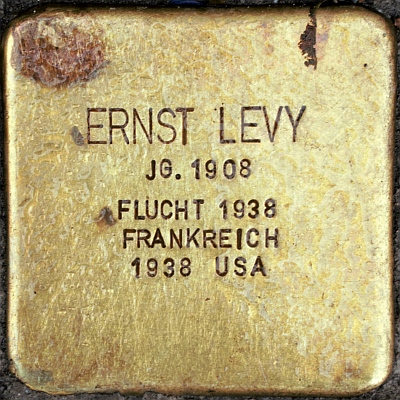 ERNST LEVY
JG. 1908
FLUCHT 1938
FRANKREICH
1938 USA